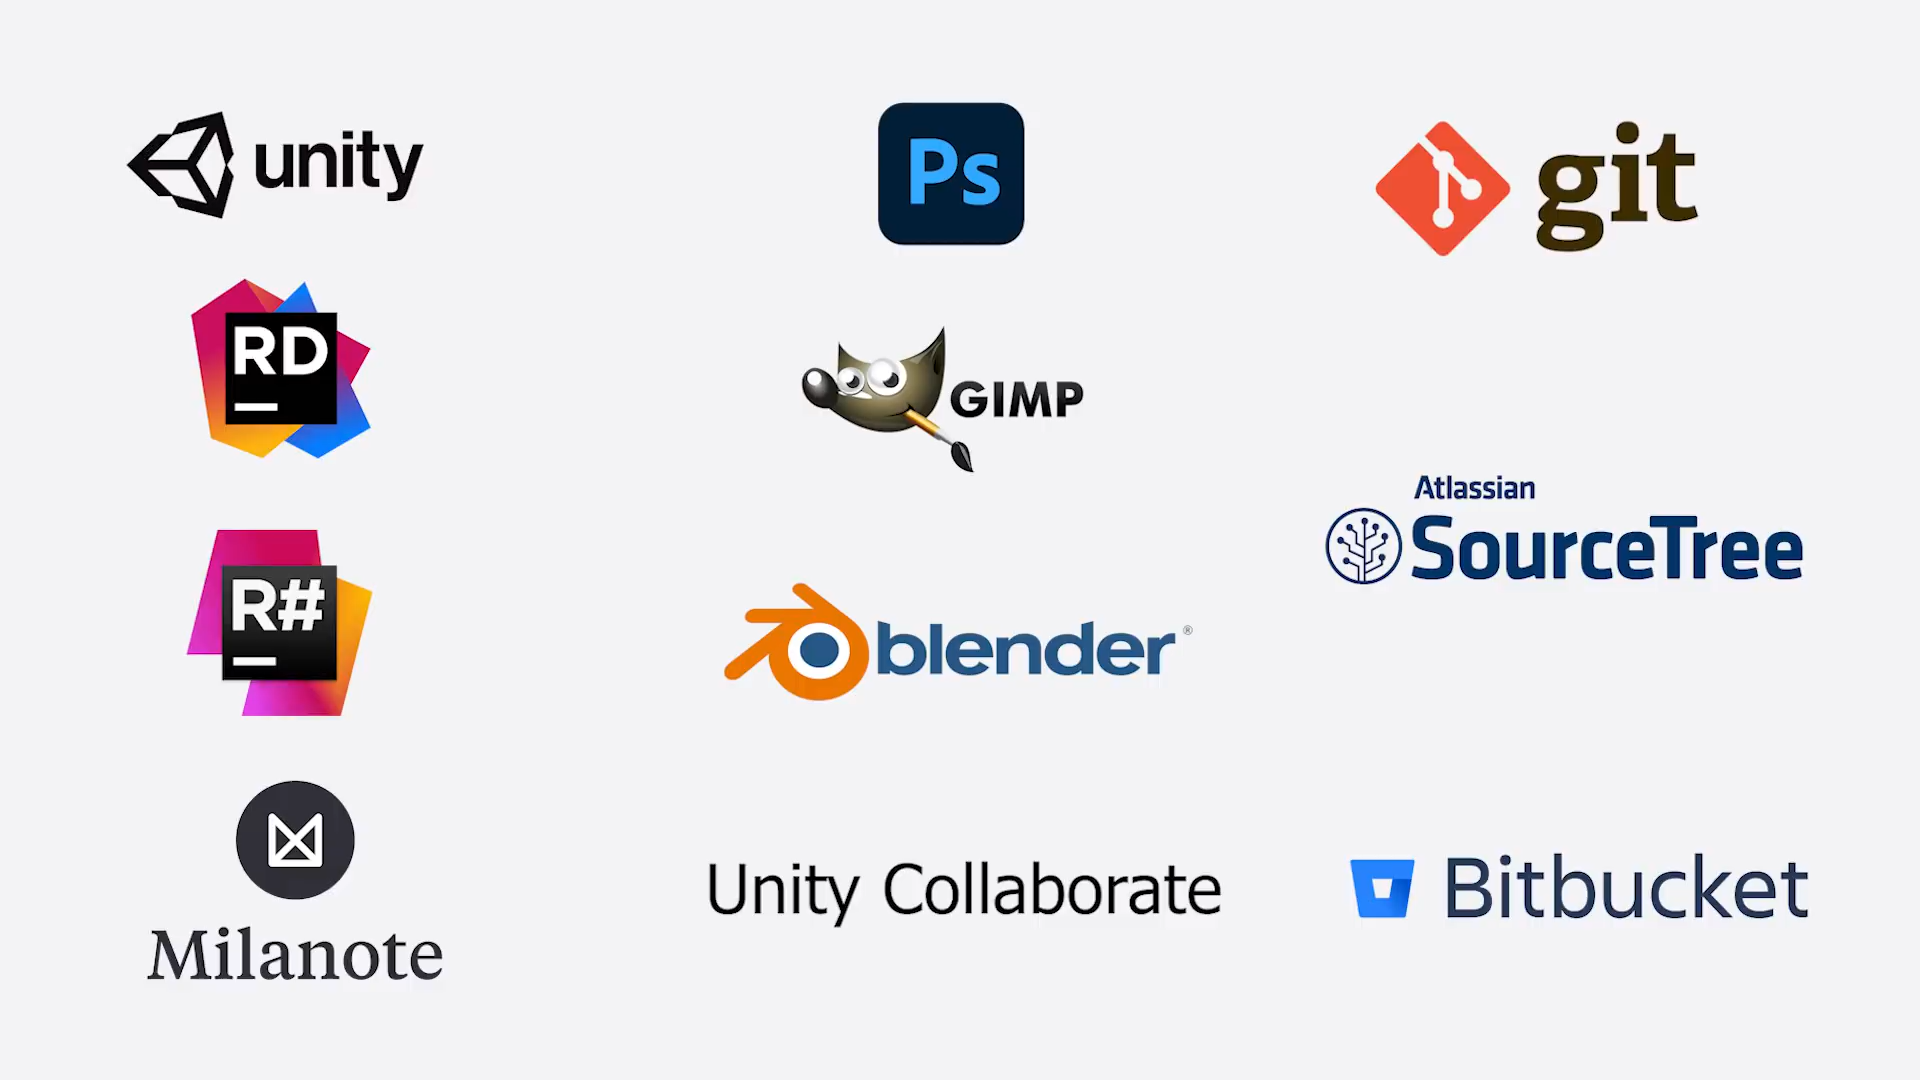 unity
Ps
git
RD
GIMP
Atlassian
SourceTree
R#
blender®
Milanote
Unity Collaborate
Bitbucket